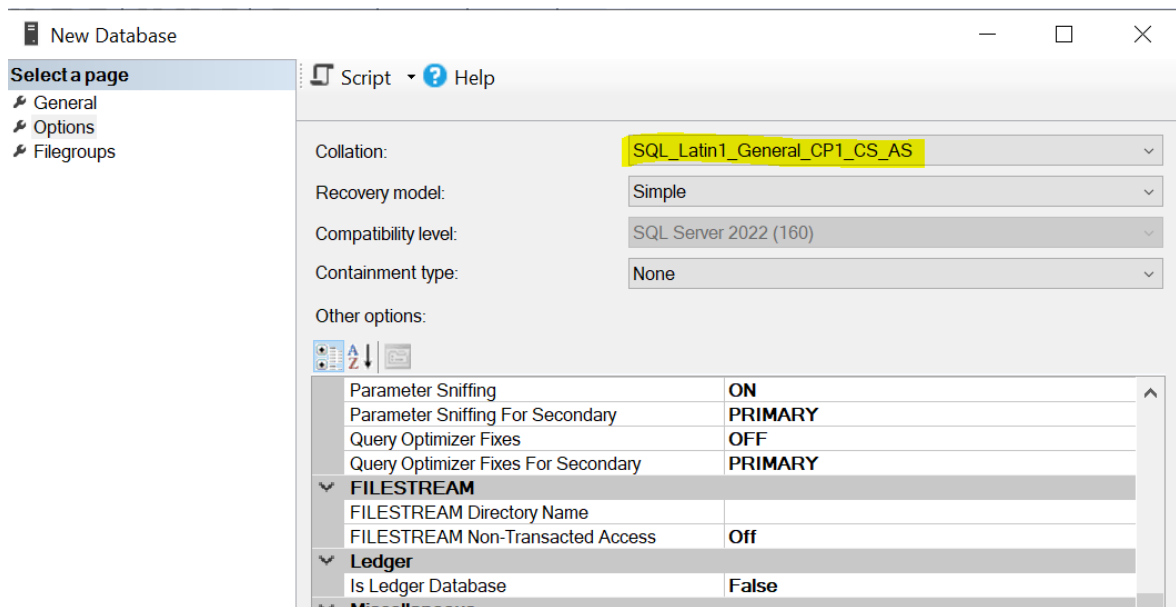 New Database
Select a page
General
Options
Filegroups
Script
Help
Collation: SQL_Latin1_General_CP1_CS_AS
Recovery model: Simple
Compatibility level: SQL Server 2022 (160)
Containment type: None
Other options:
A
Z
Parameter Sniffing ON
Parameter Sniffing For Secondary PRIMARY
Query Optimizer Fixes OFF
Query Optimizer Fixes For Secondary PRIMARY
FILESTREAM
FILESTREAM Directory Name
FILESTREAM Non-Transacted Access Off
Ledger
Is Ledger Database False
Miscellaneous